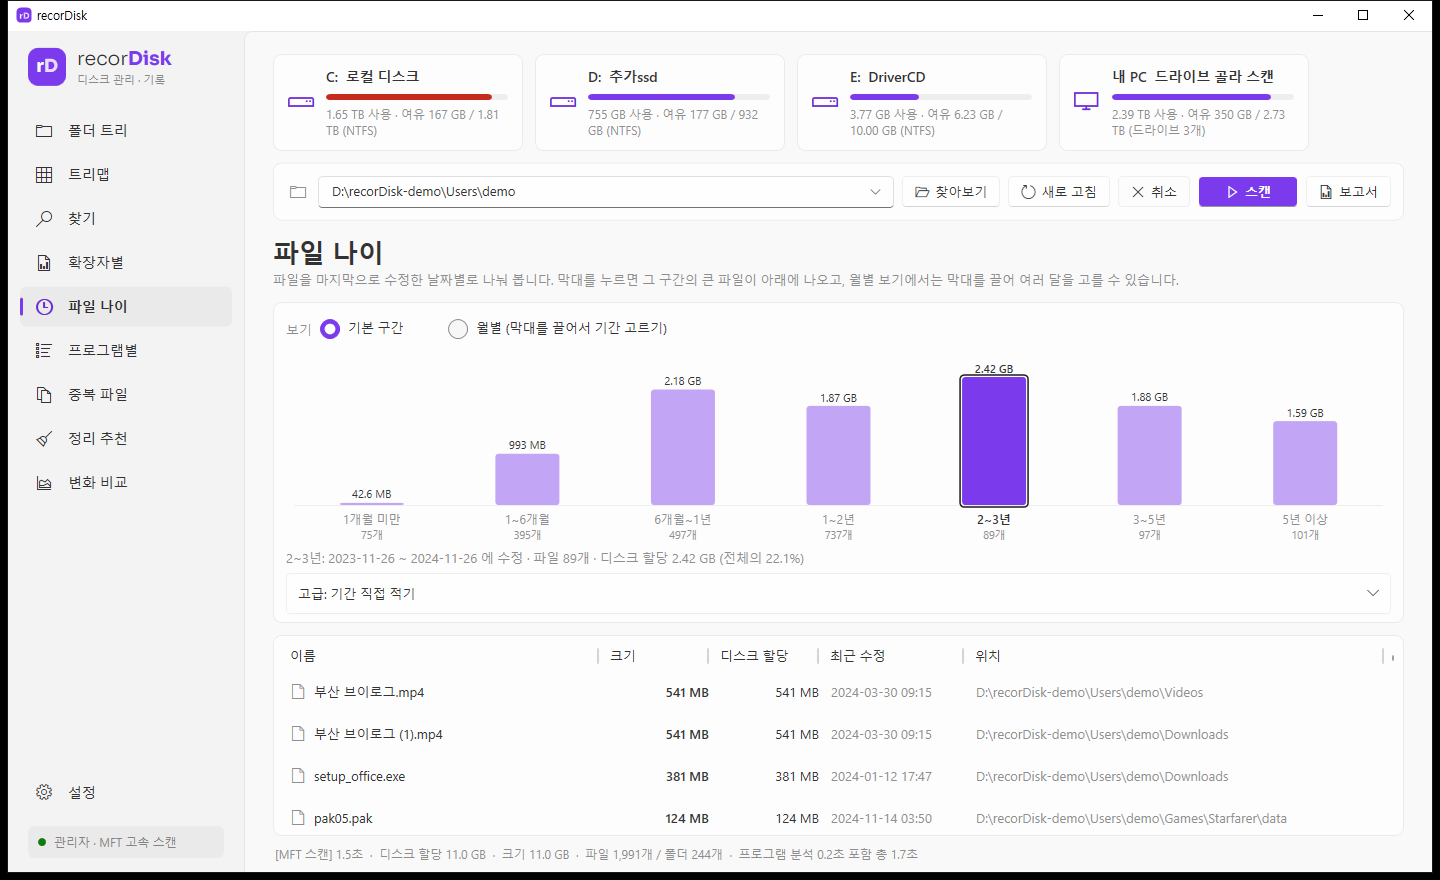 rD recorDisk
rD recorDisk
디스크 관리 · 기록
폴더 트리
트리맵
찾기
확장자별
파일 나이
프로그램별
중복 파일
정리 추천
변화 비교
설정
관리자 · MFT 고속 스캔
C: 로컬 디스크
1.65 TB 사용 · 여유 167 GB / 1.81
TB (NTFS)
D: 추가ssd
755 GB 사용 · 여유 177 GB / 932
GB (NTFS)
E: DriverCD
3.77 GB 사용 · 여유 6.23 GB /
10.00 GB (NTFS)
내 PC 드라이브 골라 스캔
2.39 TB 사용 · 여유 350 GB / 2.73
TB (드라이브 3개)
D:\recorDisk-demo\Users\demo 찾아보기 새로 고침 취소 스캔 보고서
파일 나이
파일을 마지막으로 수정한 날짜별로 나눠 봅니다. 막대를 누르면 그 구간의 큰 파일이 아래에 나오고, 월별 보기에서는 막대를 끌어 여러 달을 고를 수 있습니다.
보기 기본 구간 월별 (막대를 끌어서 기간 고르기)
42.6 MB 993 MB 2.18 GB 1.87 GB 2.42 GB 1.88 GB 1.59 GB
1개월 미만 1~6개월 6개월~1년 1~2년 2~3년 3~5년 5년 이상
75개 395개 497개 737개 89개 97개 101개
2~3년: 2023-11-26 ~ 2024-11-26 에 수정 · 파일 89개 · 디스크 할당 2.42 GB (전체의 22.1%)
고급: 기간 직접 적기
이름 크기 디스크 할당 최근 수정 위치
부산 브이로그.mp4 541 MB 541 MB 2024-03-30 09:15 D:\recorDisk-demo\Users\demo\Videos
부산 브이로그 (1).mp4 541 MB 541 MB 2024-03-30 09:15 D:\recorDisk-demo\Users\demo\Downloads
setup_office.exe 381 MB 381 MB 2024-01-12 17:47 D:\recorDisk-demo\Users\demo\Downloads
pak05.pak 124 MB 124 MB 2024-11-14 03:50 D:\recorDisk-demo\Users\demo\Games\Starfarer\data
[MFT 스캔] 1.5초 · 디스크 할당 11.0 GB · 크기 11.0 GB · 파일 1,991개 / 폴더 244개 · 프로그램 분석 0.2초 포함 총 1.7초